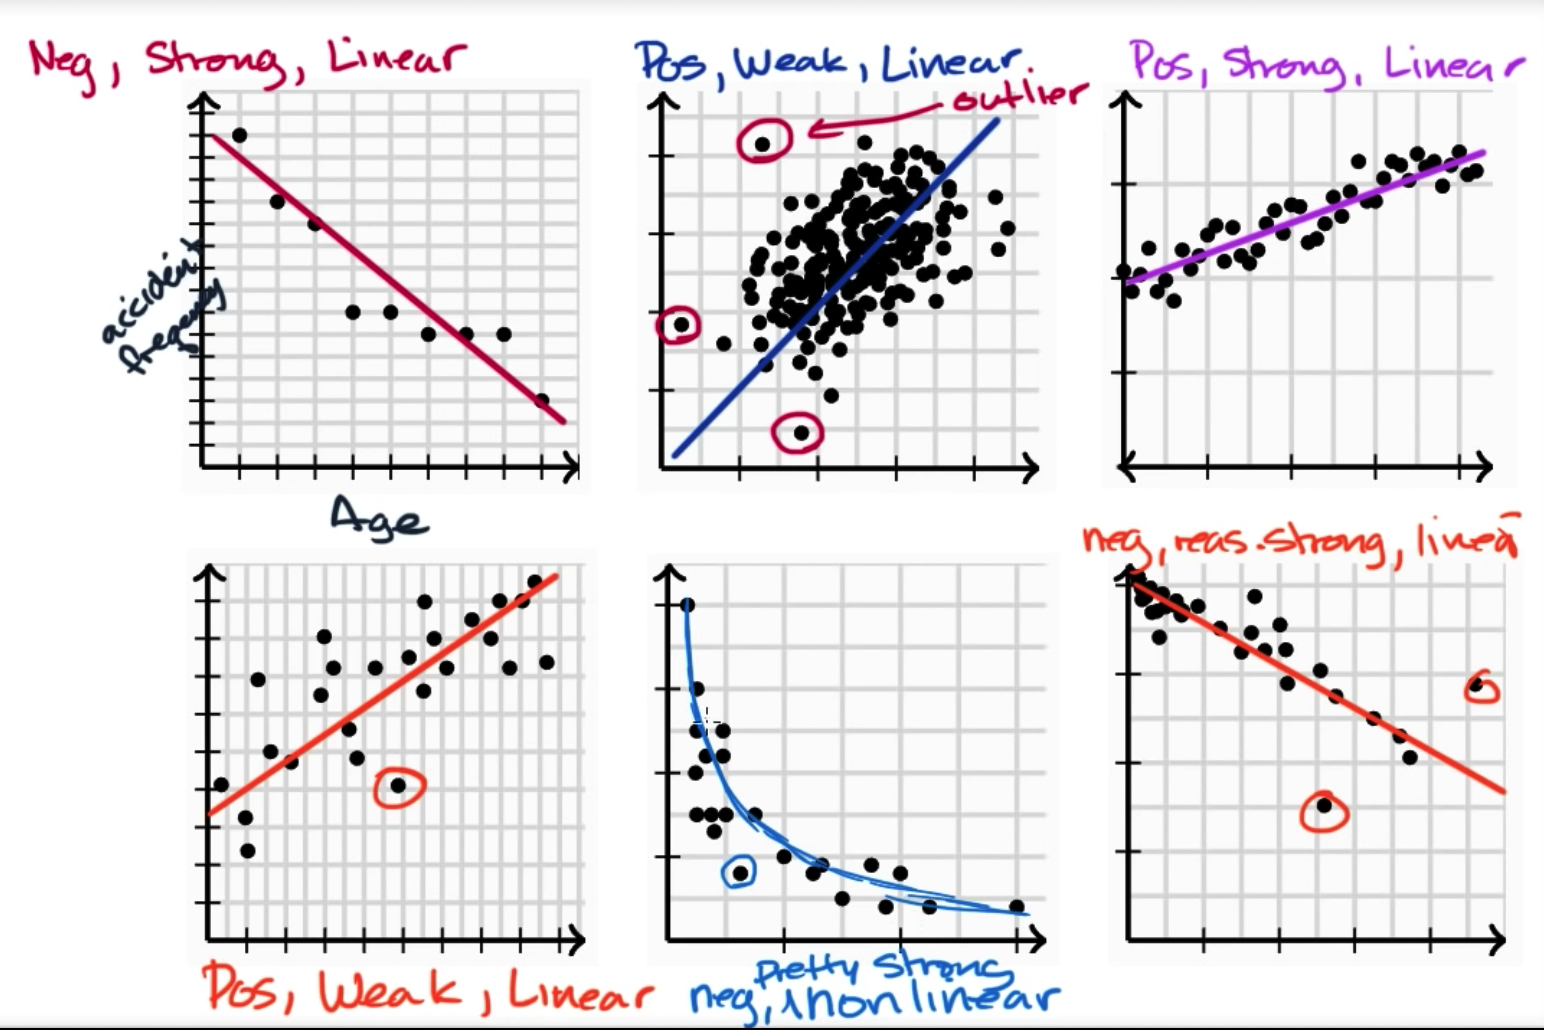 Neg, Strong, Linear
Pos, Weak, Linear
outlier
Pos, Strong, Linear
accident
freqency
Age
neg, reas. strong, linear
Pos, Weak, Linear
Pretty Strong
neg, nonlinear